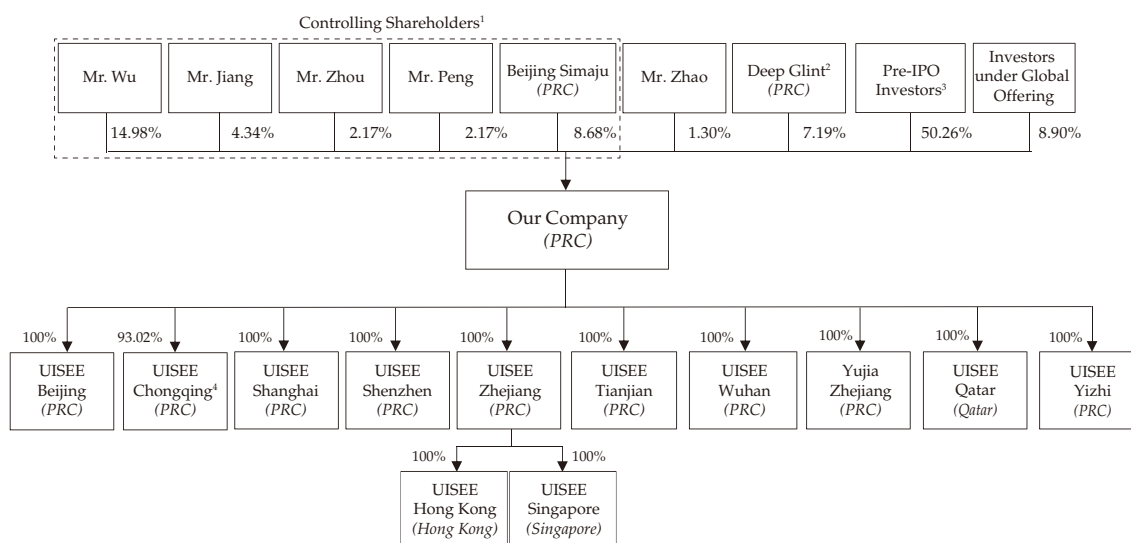 Controlling Shareholders¹
Mr. Wu
Mr. Jiang
Mr. Zhou
Mr. Peng
Beijing Simaju
(PRC)
Mr. Zhao
Deep Glint²
(PRC)
Pre-IPO
Investors³
Investors
under Global
Offering
14.98%
4.34%
2.17%
2.17%
8.68%
1.30%
7.19%
50.26%
8.90%
Our Company
(PRC)
100%
93.02%
100%
100%
100%
100%
100%
100%
100%
100%
UISEE
Beijing
(PRC)
UISEE
Chongqing⁴
(PRC)
UISEE
Shanghai
(PRC)
UISEE
Shenzhen
(PRC)
UISEE
Zhejiang
(PRC)
UISEE
Tianjian
(PRC)
UISEE
Wuhan
(PRC)
Yujia
Zhejiang
(PRC)
UISEE
Qatar
(Qatar)
UISEE
Yizhi
(PRC)
100%
100%
UISEE
Hong Kong
(Hong Kong)
UISEE
Singapore
(Singapore)